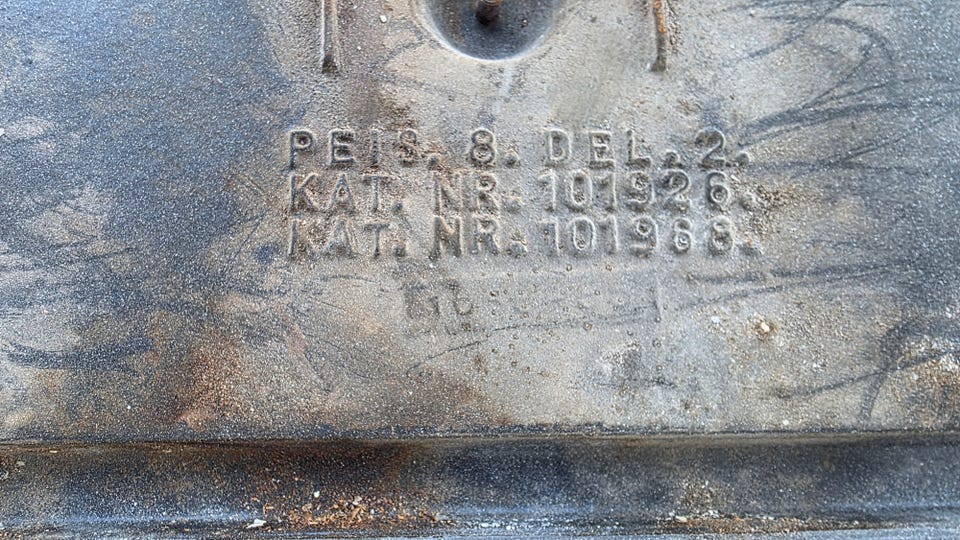 PEIS. 8. DEL. 2.
KAT. NR. 101926.
KAT. NR. 101968.